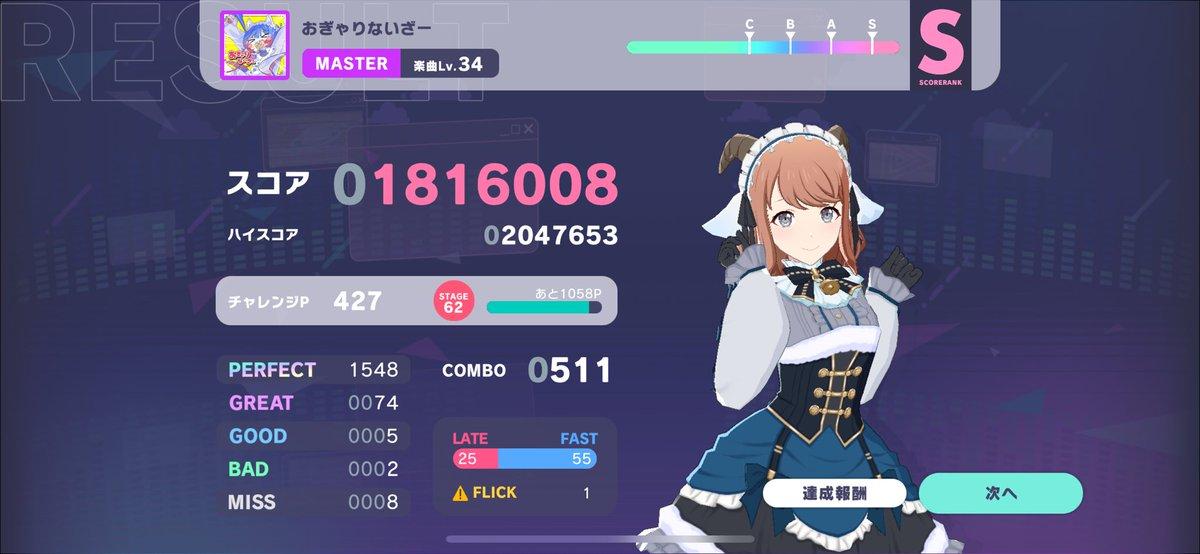 RESULT
おぎゃりないざー
MASTER 楽曲Lv.34
C B A S
S
SCORERANK
スコア 01816008
ハイスコア 02047653
チャレンジP 427 STAGE 62 あと1058P
PERFECT 1548
GREAT 0074
GOOD 0005
BAD 0002
MISS 0008
COMBO 0511
LATE FAST
25 55
FLICK 1
達成報酬
次へ